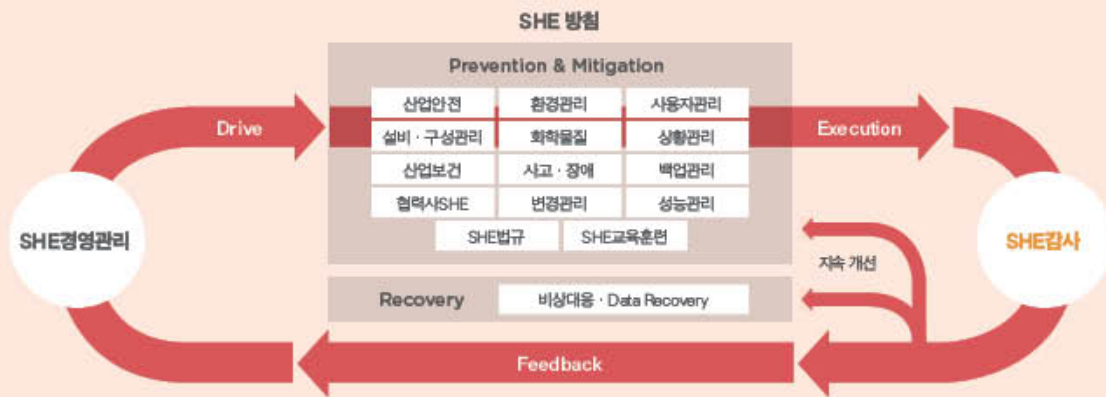 SHE 방침
Prevention & Mitigation
산업안전 환경관리 사용자관리
Drive
설비 · 구성관리 화학물질 상황관리
Execution
산업보건 사고 · 장애 백업관리
협력사SHE 변경관리 성능관리
SHE법규 SHE교육훈련
SHE경영관리
SHE감사
지속 개선
Recovery 비상대응 · Data Recovery
Feedback